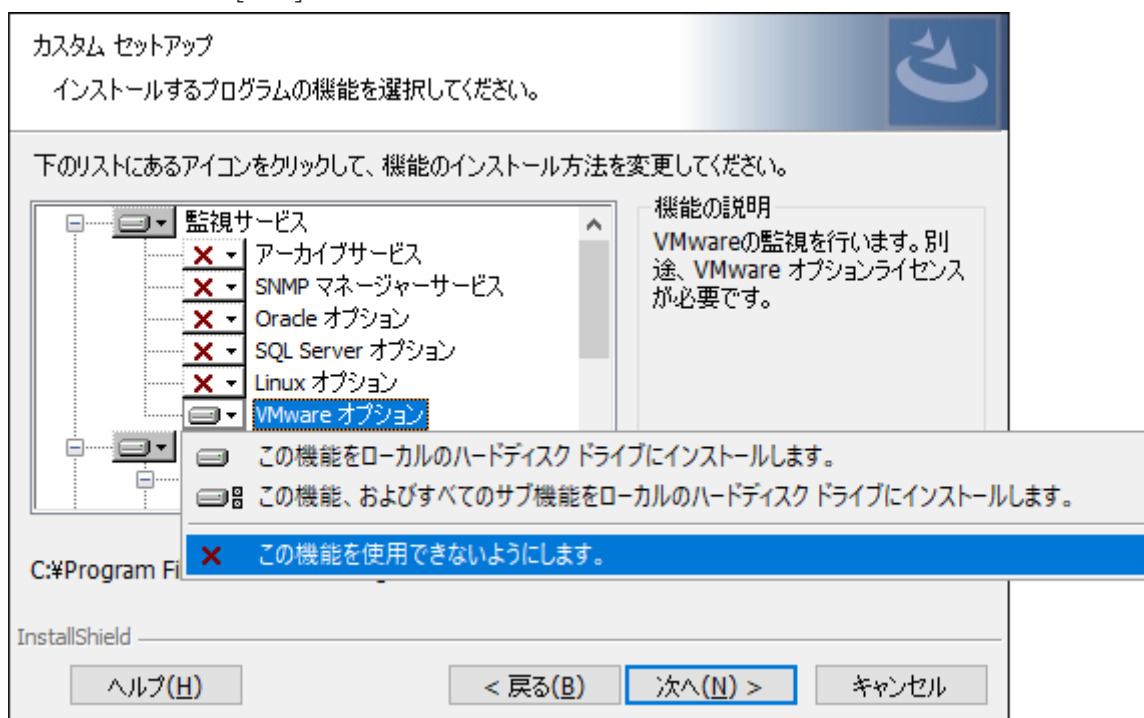 カスタム セットアップ
インストールするプログラムの機能を選択してください。
下のリストにあるアイコンをクリックして、機能のインストール方法を変更してください。
監視サービス
アーカイブサービス
SNMP マネージャーサービス
Oracle オプション
SQL Server オプション
Linux オプション
VMware オプション
機能の説明
VMwareの監視を行います。別
途、VMware オプションライセンス
が必要です。
この機能をローカルのハードディスク ドライブにインストールします。
この機能、およびすべてのサブ機能をローカルのハードディスク ドライブにインストールします。
この機能を使用できないようにします。
C:¥Program Fi
InstallShield
ヘルプ(H)
< 戻る(B)
次へ(N) >
キャンセル